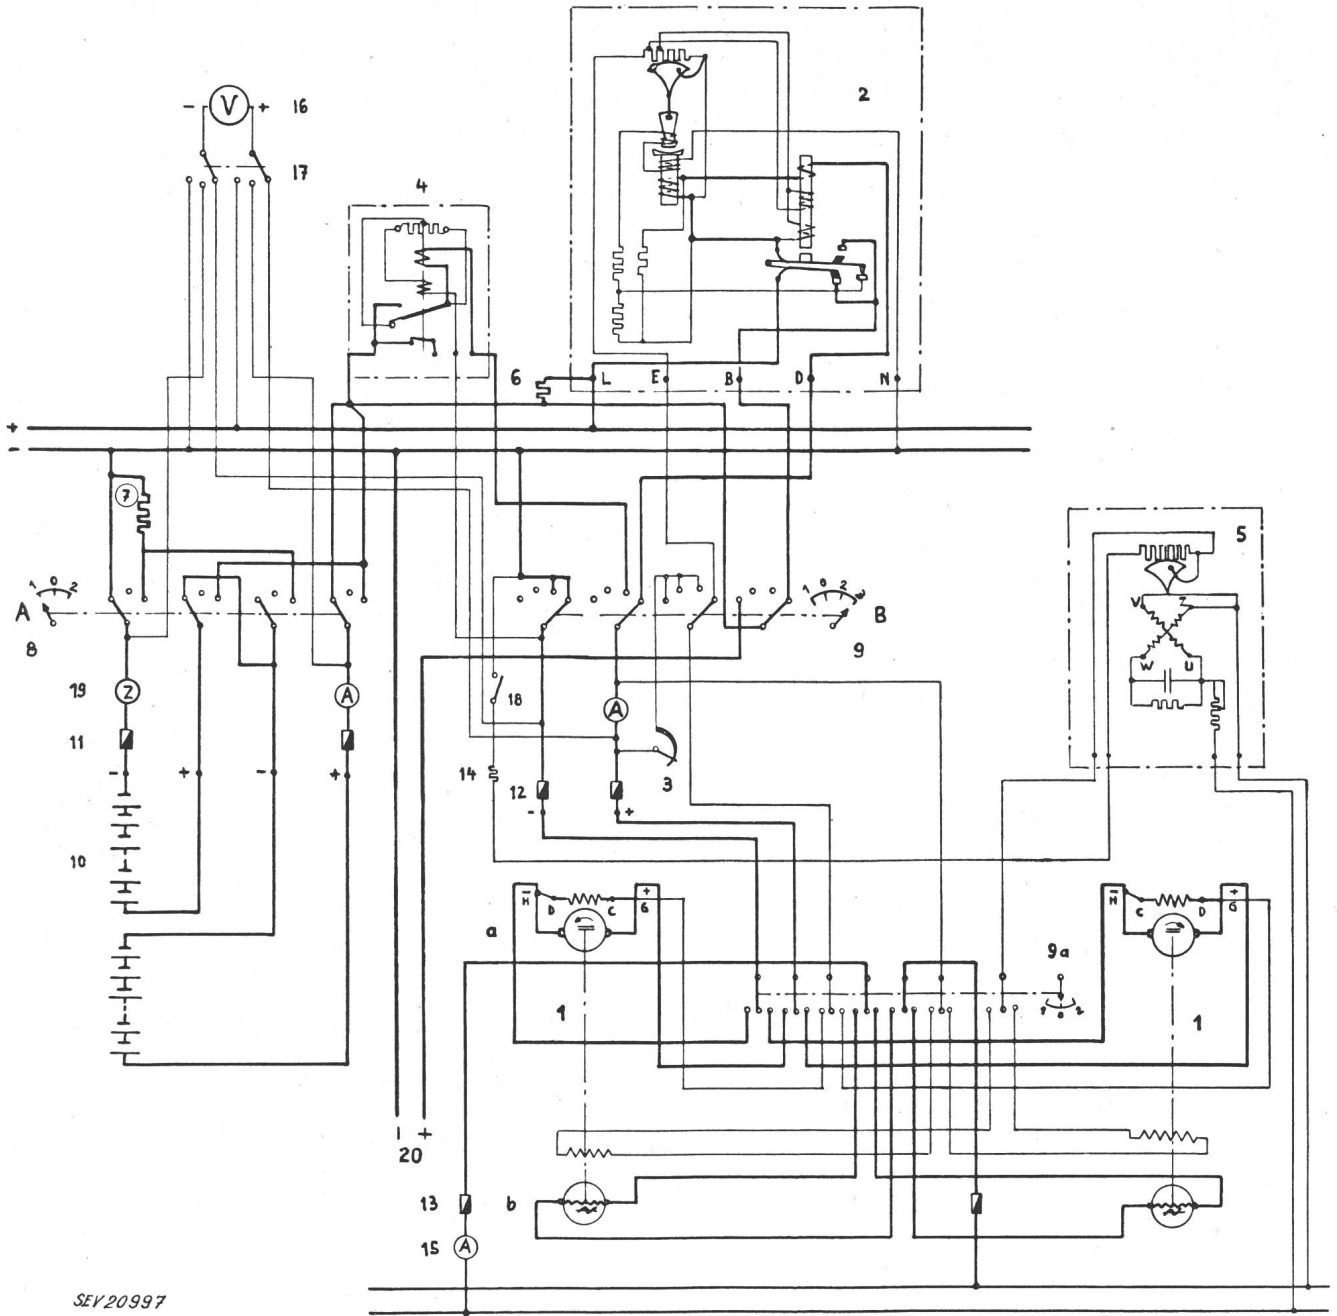 2
- V + 16
17
4
6 L E B D N
+
-
7
5
V Z
W U
1 0 2
A
8
1 0 2 3
B
9
19 Z A
18
A
11
14 12 3
- + - +
- +
10
- H D C + G
- H C D + G
a
9a
1 0 2
1
1
- +
20
13 b
15 A
SEV 20997